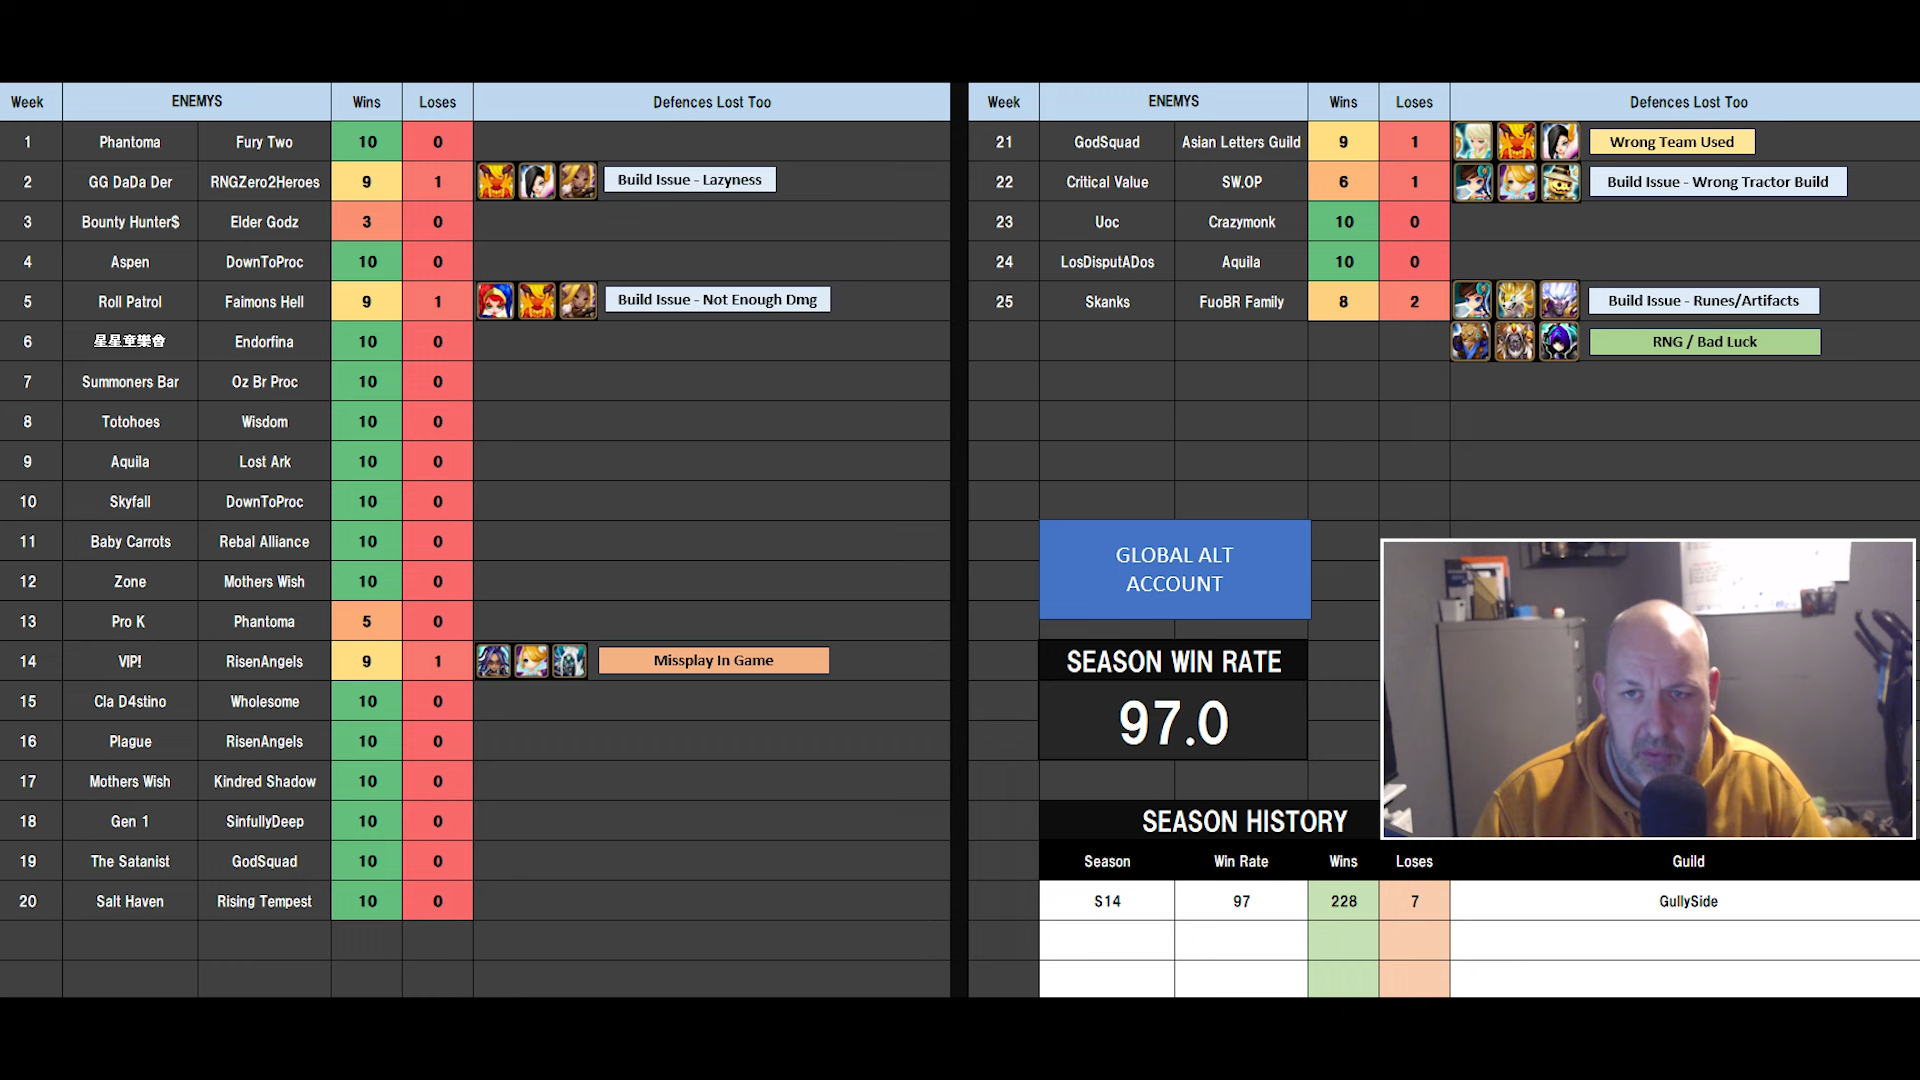 Week ENEMYS Wins Loses Defences Lost Too
1 Phantoma Fury Two 10 0
2 GG DaDa Der RNGZero2Heroes 9 1 Build Issue - Lazyness
3 Bounty Hunter$ Elder Godz 3 0
4 Aspen DownToProc 10 0
5 Roll Patrol Faimons Hell 9 1 Build Issue - Not Enough Dmg
6 星星童樂會 Endorfina 10 0
7 Summoners Bar Oz Br Proc 10 0
8 Totohoes Wisdom 10 0
9 Aquila Lost Ark 10 0
10 Skyfall DownToProc 10 0
11 Baby Carrots Rebal Alliance 10 0
12 Zone Mothers Wish 10 0
13 Pro K Phantoma 5 0
14 VIP! RisenAngels 9 1 Missplay In Game
15 Cla D4stino Wholesome 10 0
16 Plague RisenAngels 10 0
17 Mothers Wish Kindred Shadow 10 0
18 Gen 1 SinfullyDeep 10 0
19 The Satanist GodSquad 10 0
20 Salt Haven Rising Tempest 10 0
Week ENEMYS Wins Loses Defences Lost Too
21 GodSquad Asian Letters Guild 9 1 Wrong Team Used
22 Critical Value SW.OP 6 1 Build Issue - Wrong Tractor Build
23 Uoc Crazymonk 10 0
24 LosDisputADos Aquila 10 0
25 Skanks FuoBR Family 8 2 Build Issue - Runes/Artifacts
RNG / Bad Luck
GLOBAL ALT
ACCOUNT
SEASON WIN RATE
97.0
SEASON HISTORY
Season Win Rate Wins Loses Guild
S14 97 228 7 GullySide